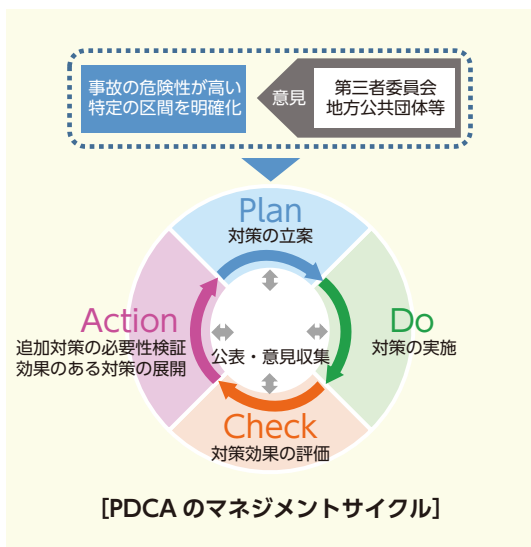 事故の危険性が高い
特定の区間を明確化
意見
第三者委員会
地方公共団体等
Plan
対策の立案
Do
対策の実施
Action
追加対策の必要性検証
効果のある対策の展開
公表・意見収集
Check
対策効果の評価
[PDCA のマネジメントサイクル]